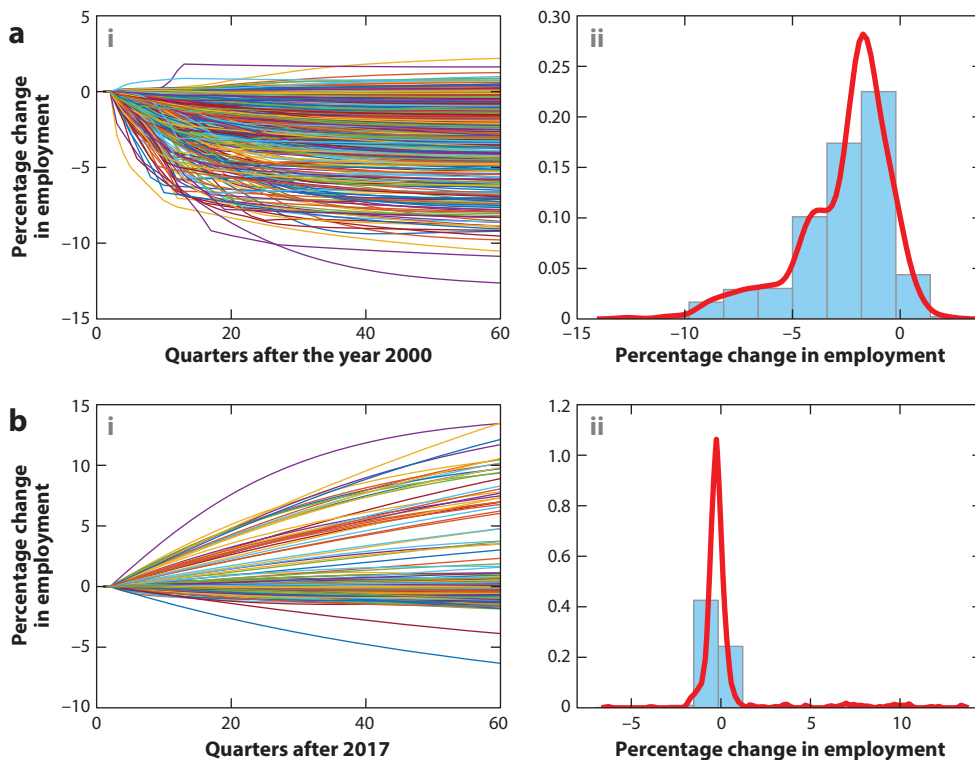 a
i
Percentage change
in employment
5
0
−5
−10
−15
0
20
40
60
Quarters after the year 2000
ii
0.30
0.25
0.20
0.15
0.10
0.05
0
−15
−10
−5
0
Percentage change in employment
b
i
Percentage change
in employment
15
10
5
0
−5
−10
0
20
40
60
Quarters after 2017
ii
1.2
1.0
0.8
0.6
0.4
0.2
0
−5
0
5
10
Percentage change in employment